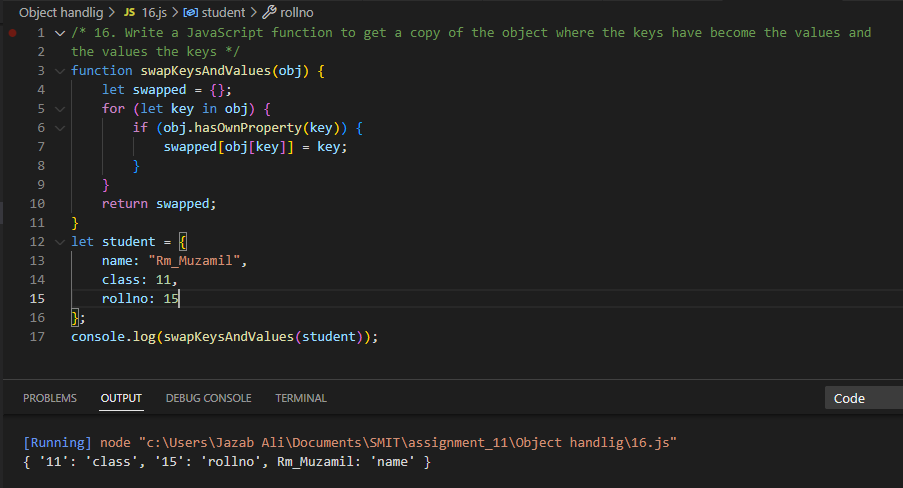 Object handlig > JS 16.js > student > rollno
1 /* 16. Write a JavaScript function to get a copy of the object where the keys have become the values and
2 the values the keys */
3 function swapKeysAndValues(obj) {
4     let swapped = {};
5     for (let key in obj) {
6         if (obj.hasOwnProperty(key)) {
7             swapped[obj[key]] = key;
8         }
9     }
10     return swapped;
11 }
12 let student = {
13     name: "Rm_Muzamil",
14     class: 11,
15     rollno: 15
16 };
17 console.log(swapKeysAndValues(student));
PROBLEMS OUTPUT DEBUG CONSOLE TERMINAL Code
[Running] node "c:\Users\Jazab Ali\Documents\SMIT\assignment_11\Object handlig\16.js"
{ '11': 'class', '15': 'rollno', Rm_Muzamil: 'name' }